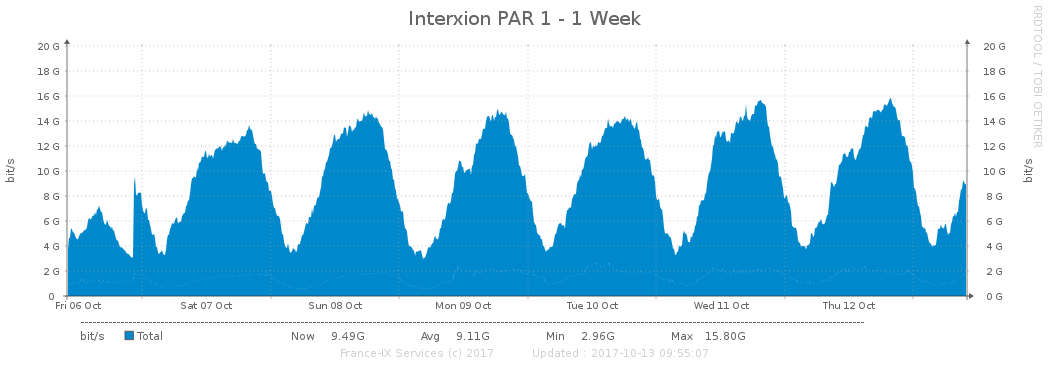 Interxion PAR 1 - 1 Week
RRDTOOL / TOBI OETIKER
bit/s
20 G
18 G
16 G
14 G
12 G
10 G
8 G
6 G
4 G
2 G
0
20 G
18 G
16 G
14 G
12 G
10 G
8 G
6 G
4 G
2 G
0 G
bit/s
Fri 06 Oct Sat 07 Oct Sun 08 Oct Mon 09 Oct Tue 10 Oct Wed 11 Oct Thu 12 Oct
bit/s Total Now 9.49G Avg 9.11G Min 2.96G Max 15.80G
France-IX Services (c) 2017 Updated : 2017-10-13 09:55:07